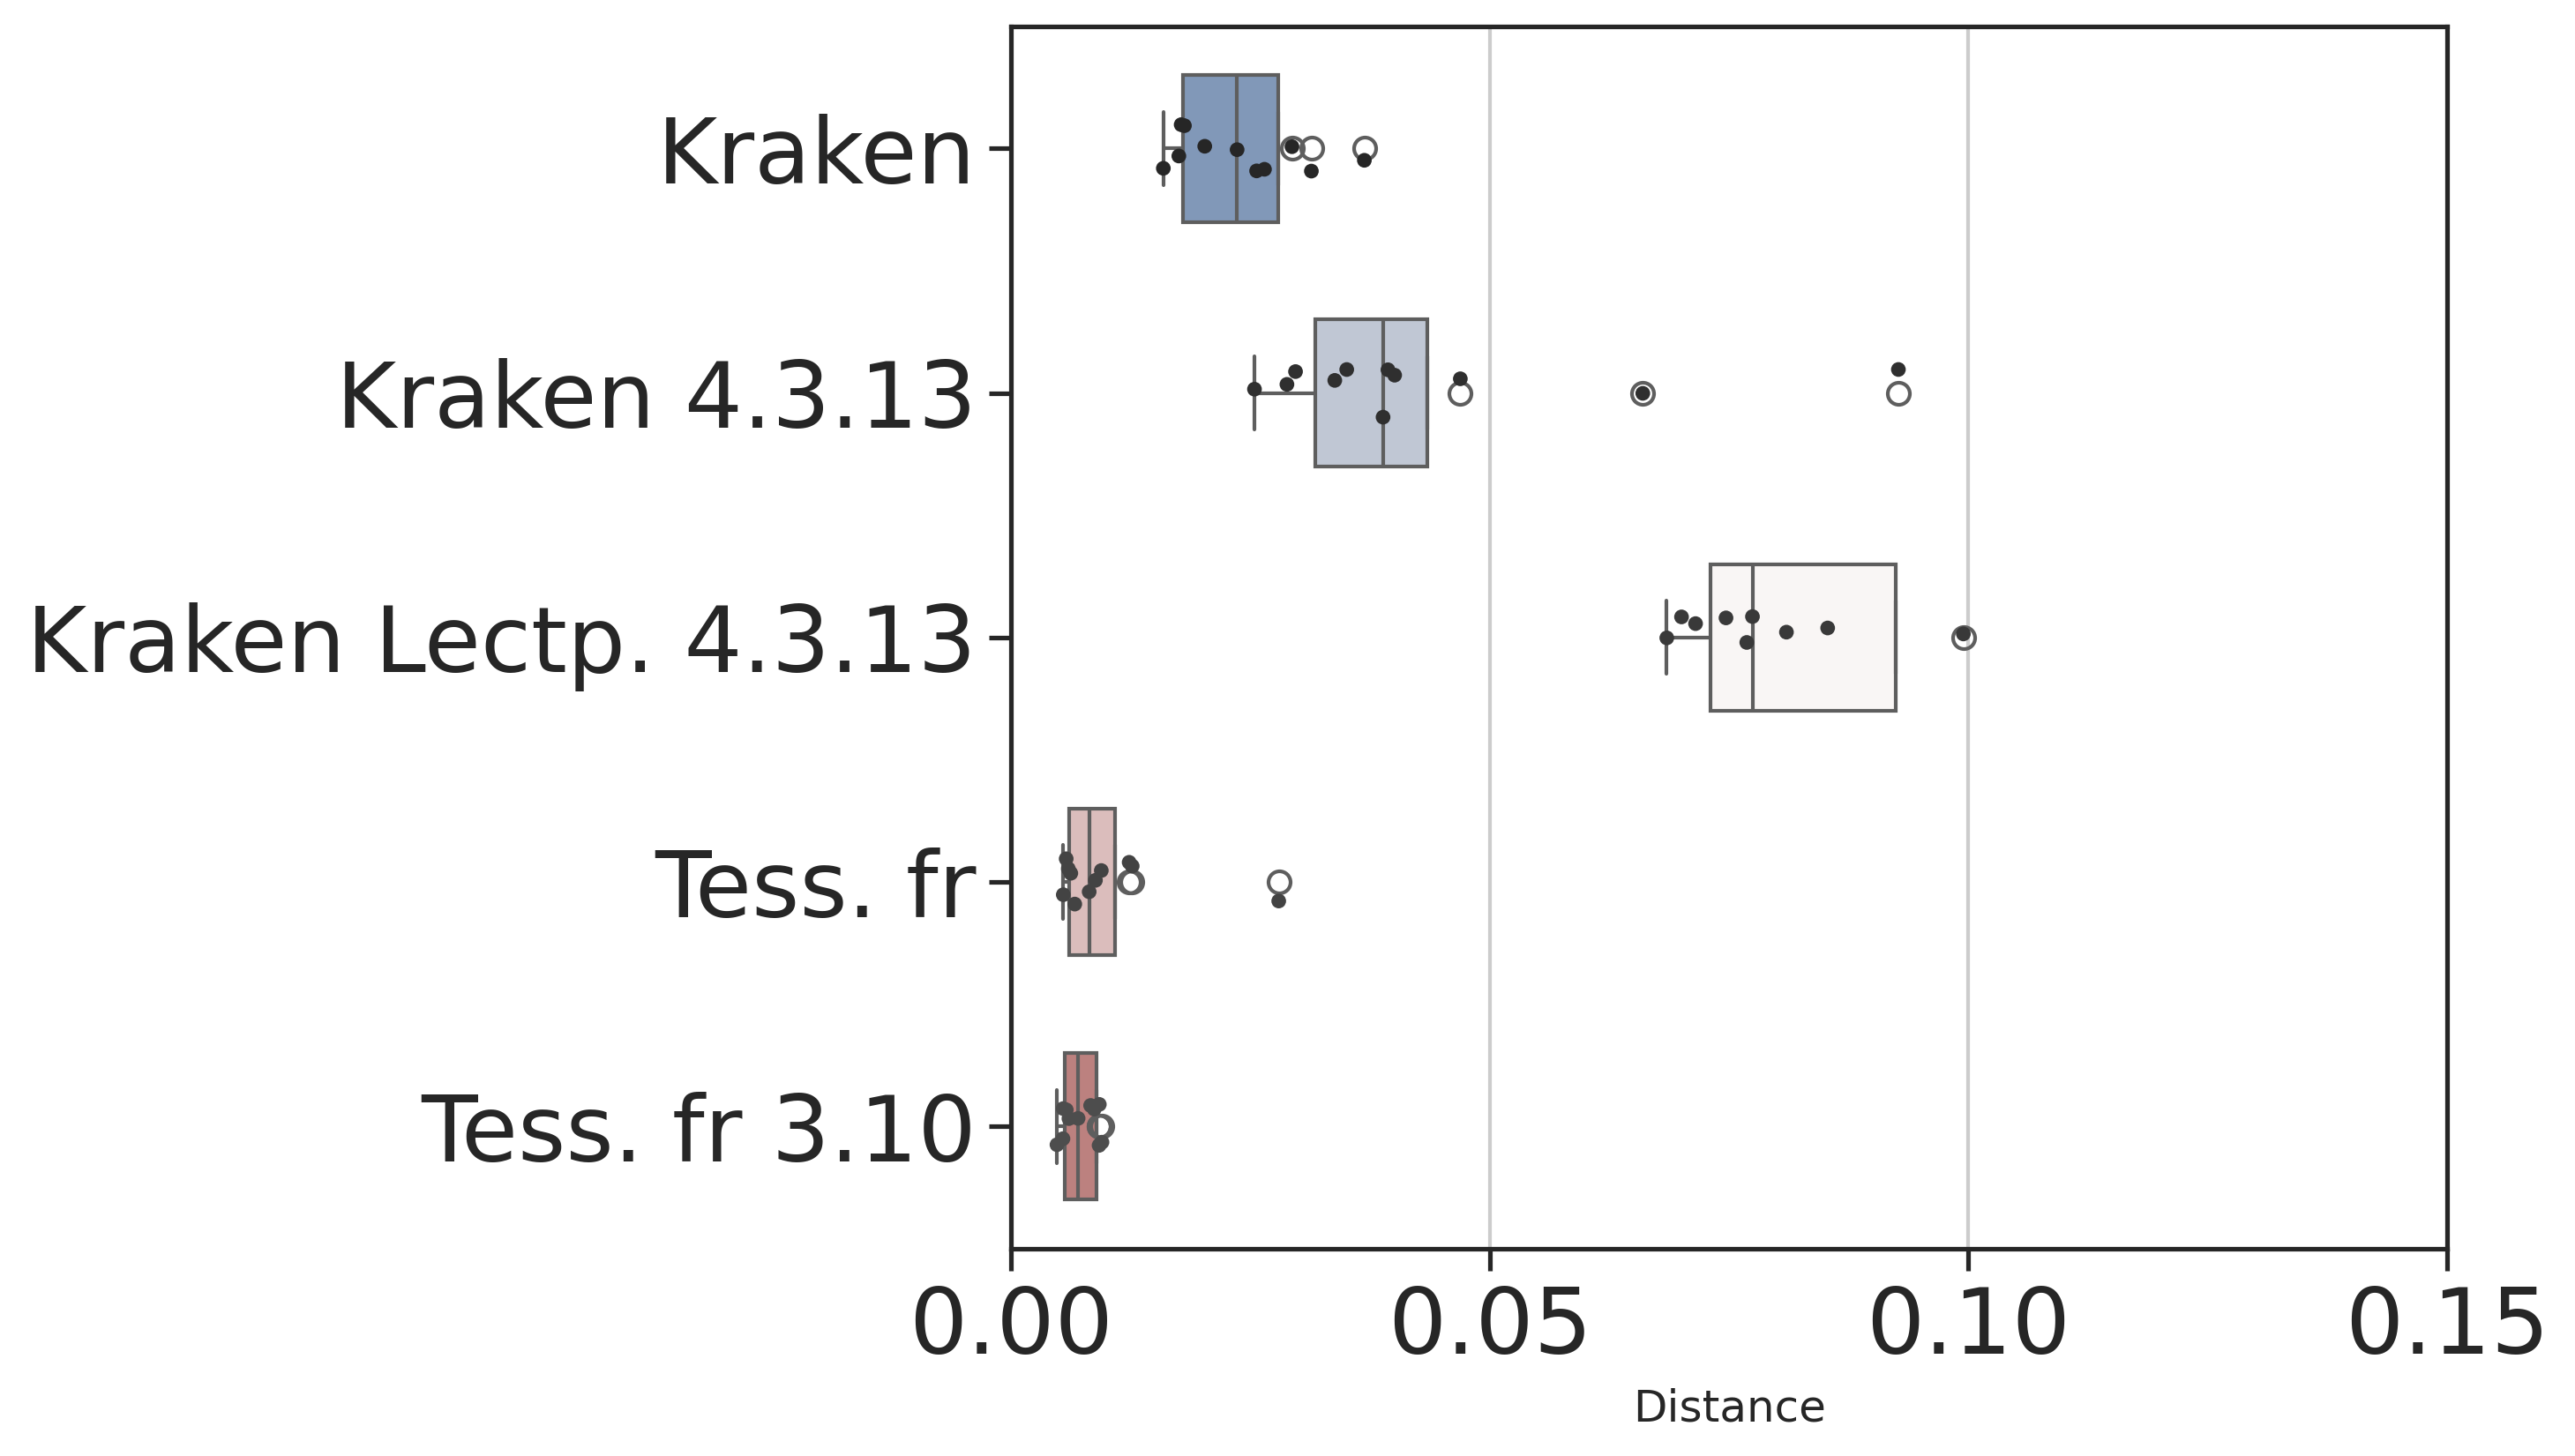 Kraken
Kraken 4.3.13
Kraken Lectp. 4.3.13
Tess. fr
Tess. fr 3.10
0.00 0.05 0.10 0.15
Distance